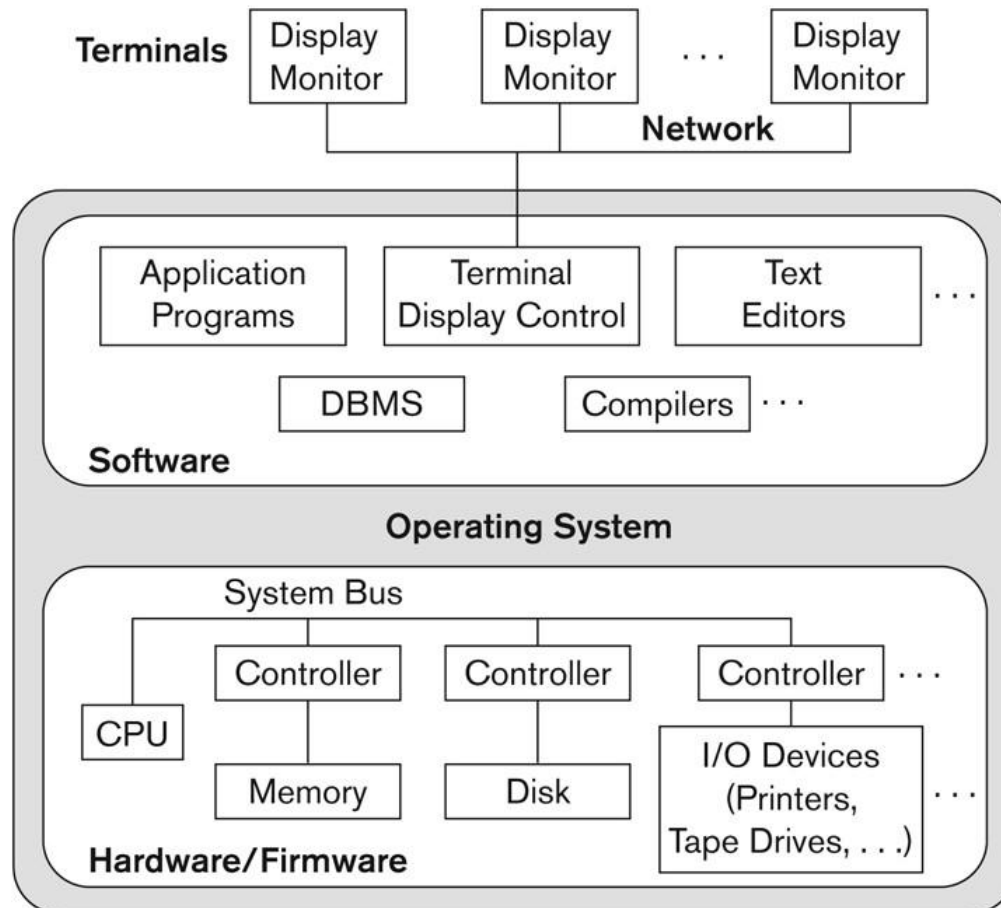 Terminals
Display
Monitor
Display
Monitor
. . .
Display
Monitor
Network
Application
Programs
Terminal
Display Control
Text
Editors
. . .
DBMS
Compilers
. . .
Software
Operating System
System Bus
Controller
Controller
Controller
. . .
CPU
Memory
Disk
I/O Devices
(Printers,
Tape Drives, . . .)
. . .
Hardware/Firmware